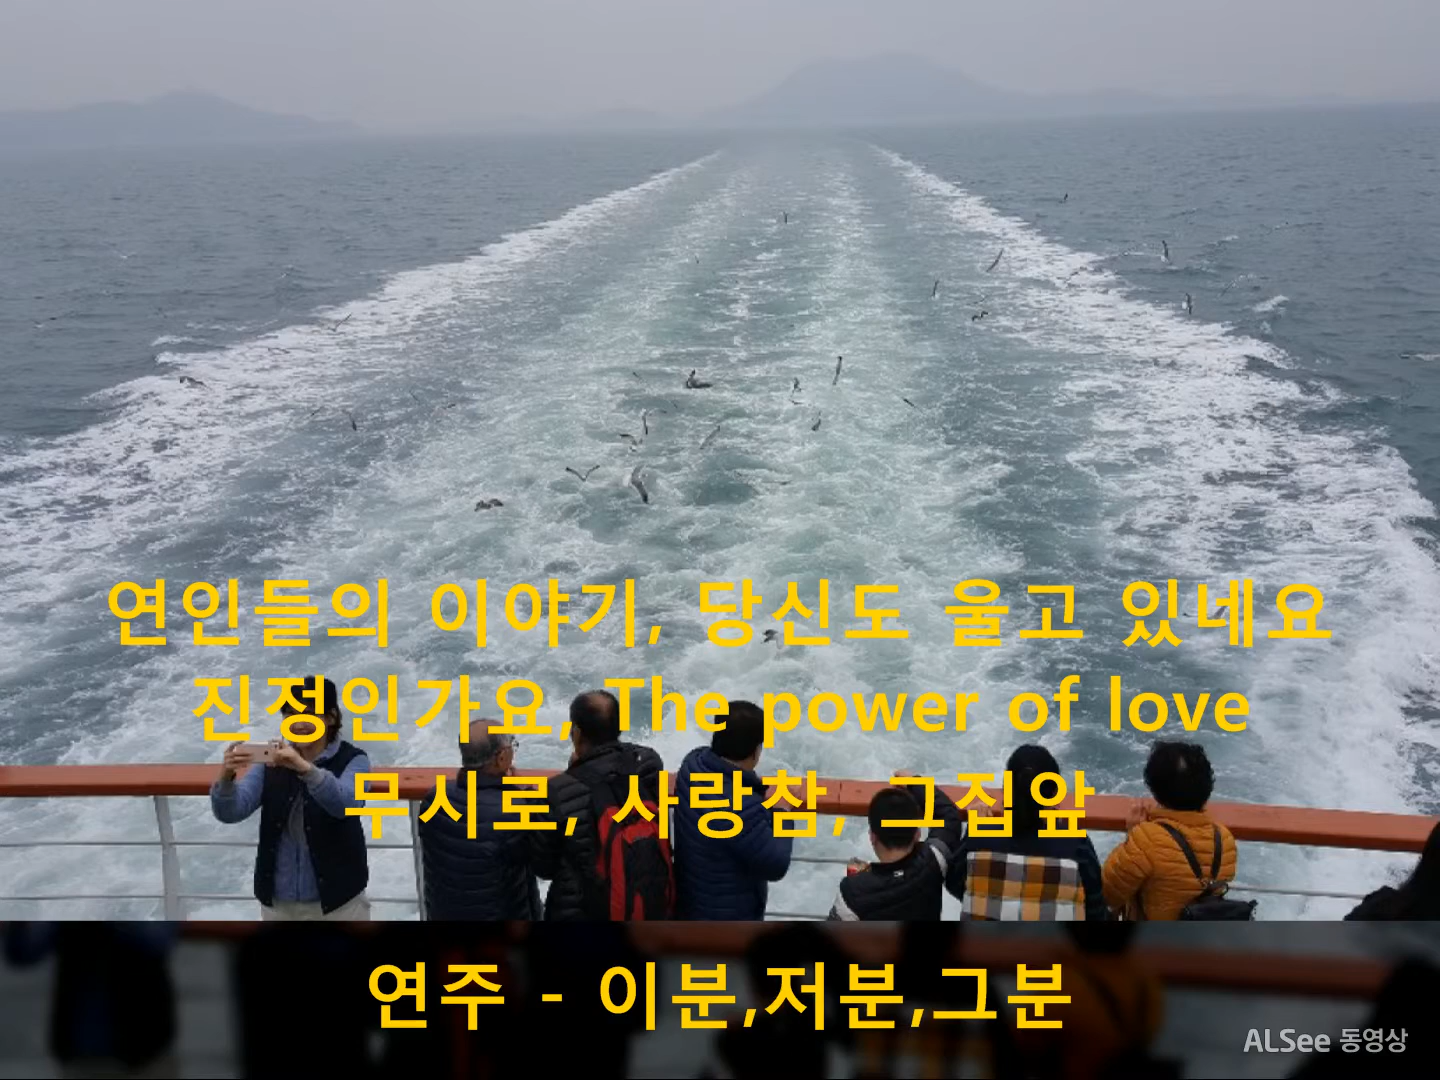 연인들의 이야기, 당신도 울고 있네요
진정인가요, The power of love
무시로, 사랑참, 그집앞
연주 - 이분,저분,그분
ALSee 동영상